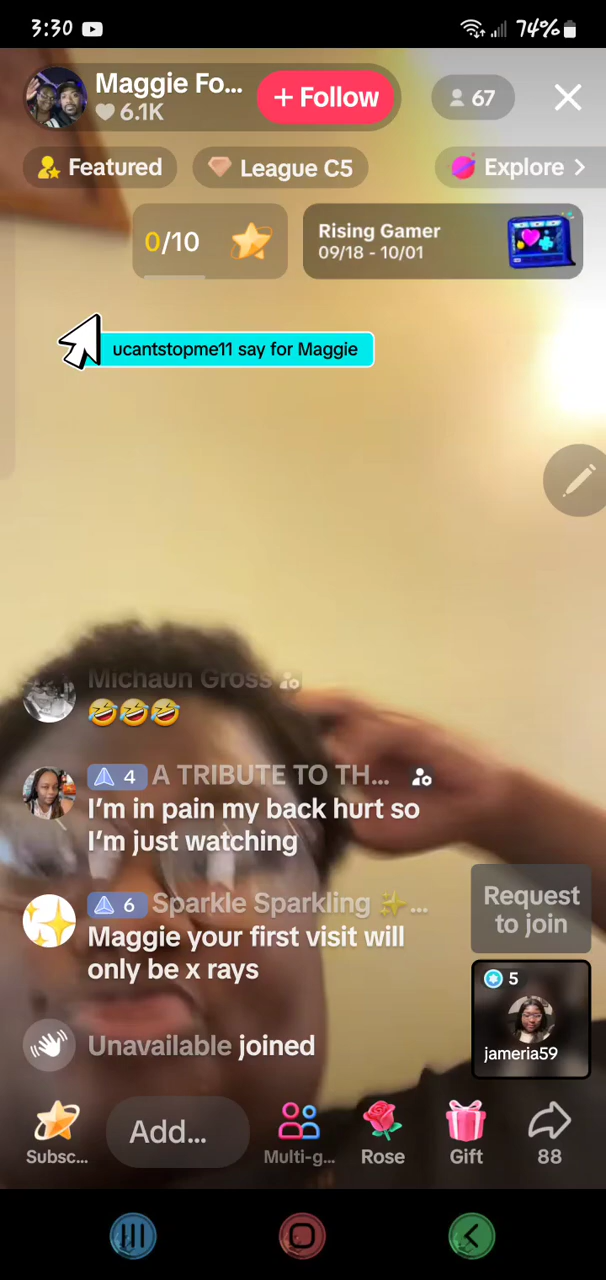 3:30
74%
Maggie Fo...
+ Follow
6.1K
67
Featured
League C5
Explore >
0/10
Rising Gamer
09/18 - 10/01
ucantstopme11 say for Maggie
Michaun Gross
🤣🤣🤣
4 A TRIBUTE TO TH...
I'm in pain my back hurt so
I'm just watching
6 Sparkle Sparkling ✨...
Maggie your first visit will
only be x rays
Request
to join
5
jameria59
Unavailable joined
Subsc...
Add...
Multi-g...
Rose
Gift
88